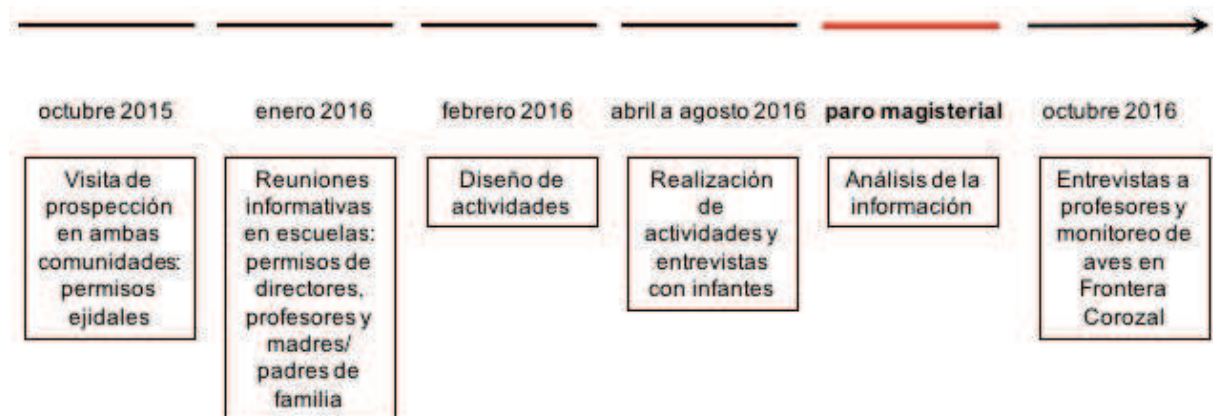 octubre 2015
enero 2016
febrero 2016
abril a agosto 2016
paro magisterial
octubre 2016
Visita de
prospección
en ambas
comunidades:
permisos
ejidales
Reuniones
informativas
en escuelas:
permisos de
directores,
profesores y
madres/
padres de
familia
Diseño de
actividades
Realización
de
actividades y
entrevistas
con infantes
Análisis de la
información
Entrevistas a
profesores y
monitoreo de
aves en
Frontera
Corozal